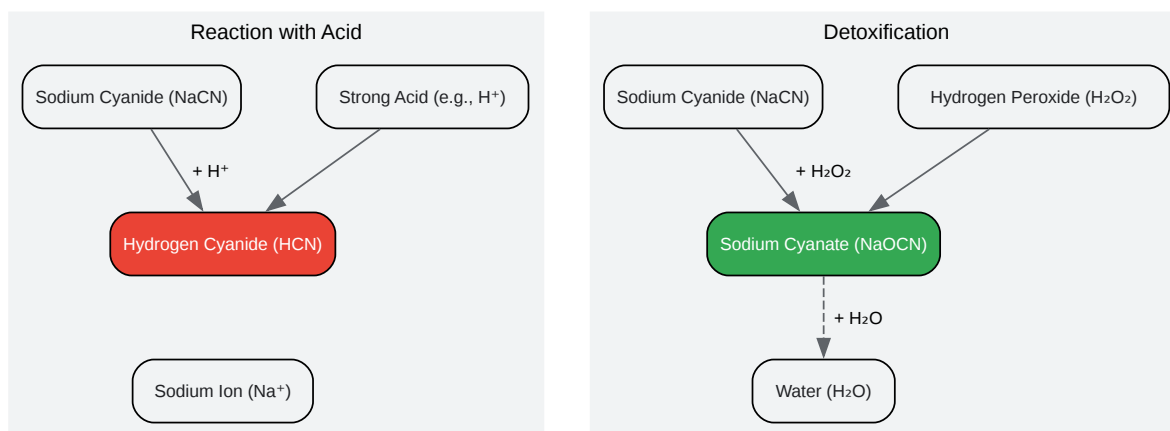 Reaction with Acid
Sodium Cyanide (NaCN)
Strong Acid (e.g., H⁺)
+ H⁺
Hydrogen Cyanide (HCN)
Sodium Ion (Na⁺)
Detoxification
Sodium Cyanide (NaCN)
Hydrogen Peroxide (H₂O₂)
+ H₂O₂
Sodium Cyanate (NaOCN)
+ H₂O
Water (H₂O)